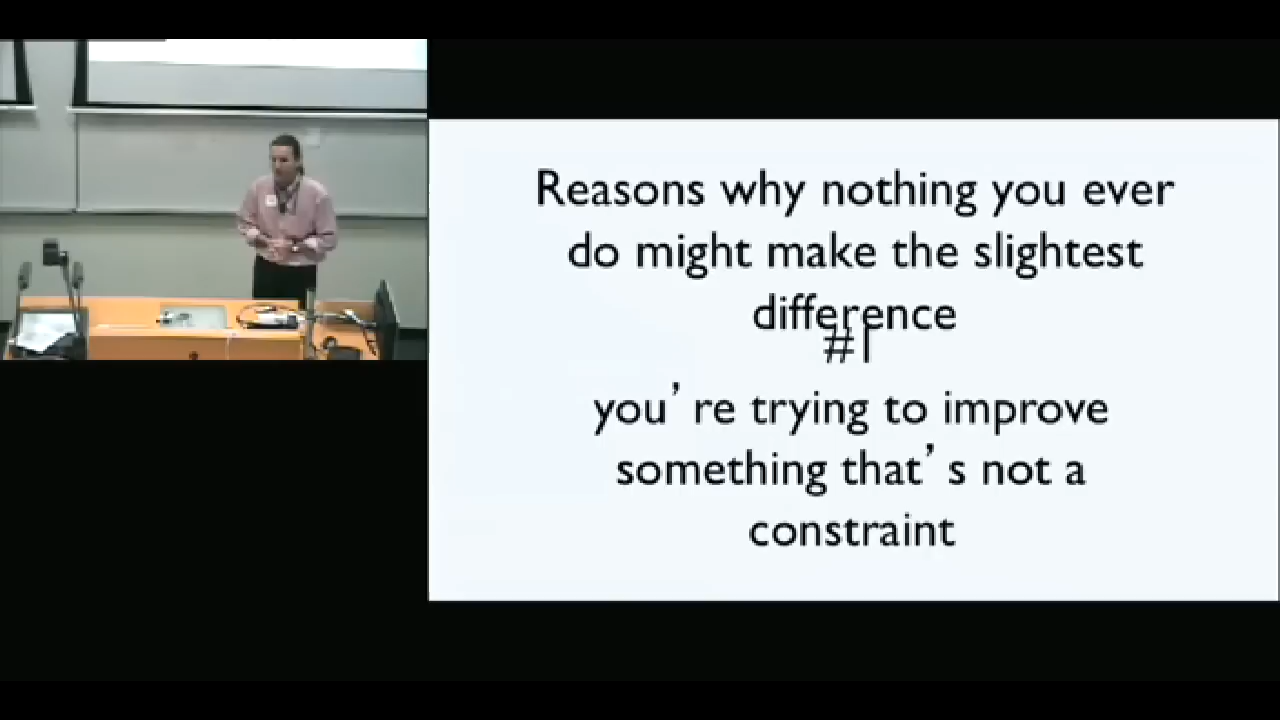 Reasons why nothing you ever
do might make the slightest
difference
#1
you’re trying to improve
something that’s not a
constraint